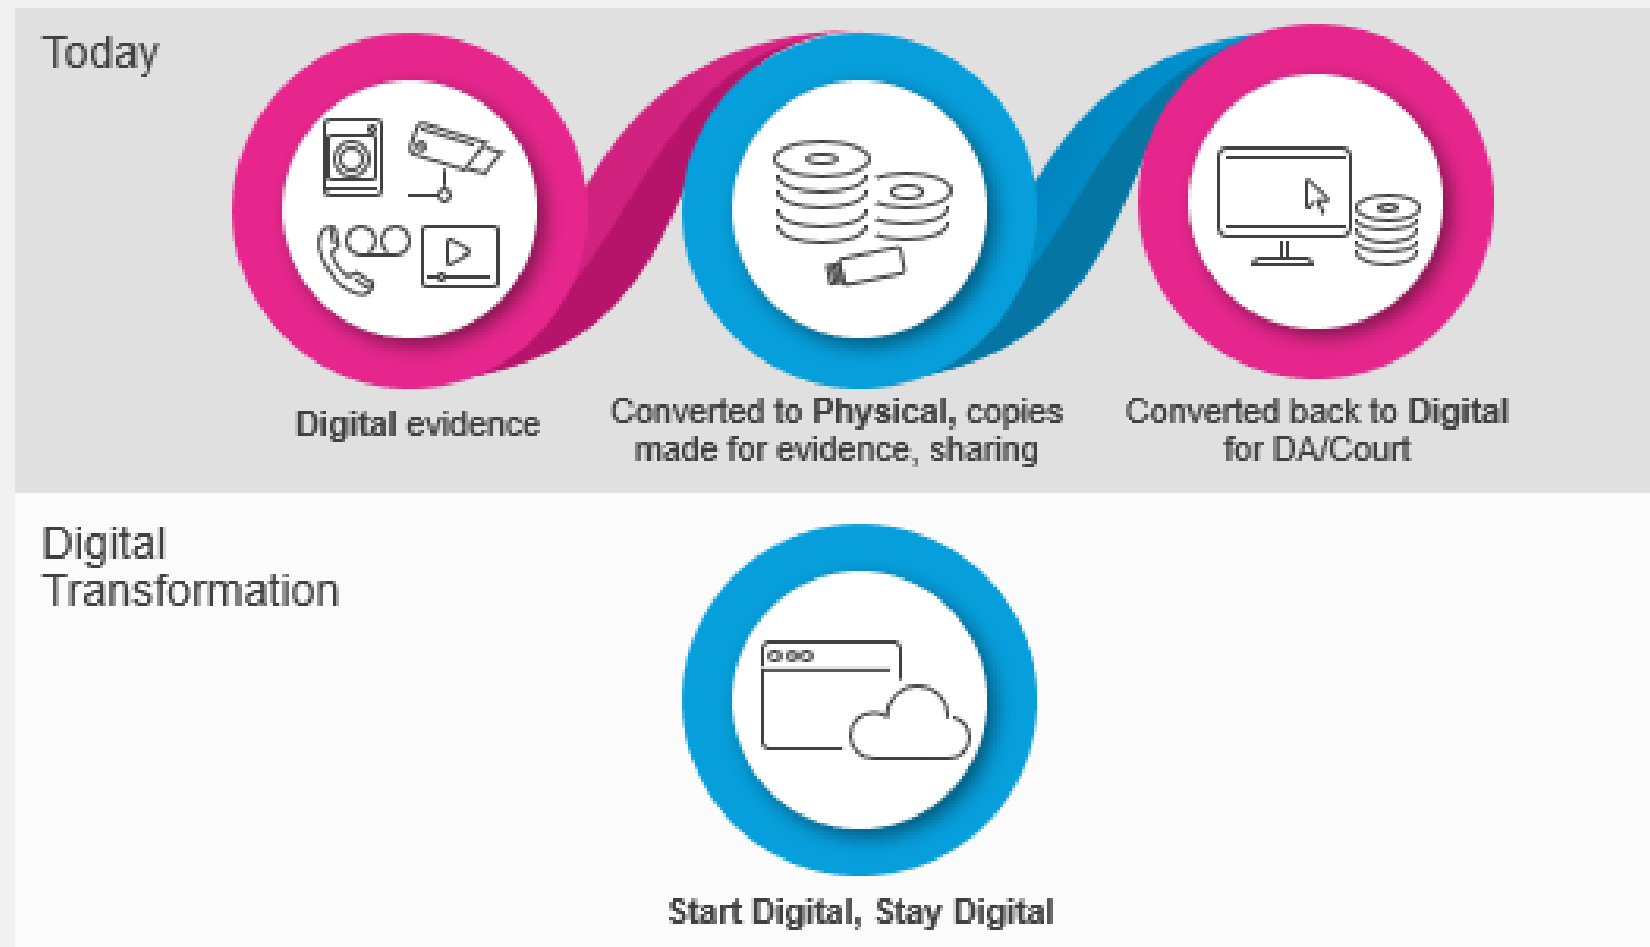 Today
Digital evidence
Converted to Physical, copies
made for evidence, sharing
Converted back to Digital
for DA/Court
Digital
Transformation
Start Digital, Stay Digital